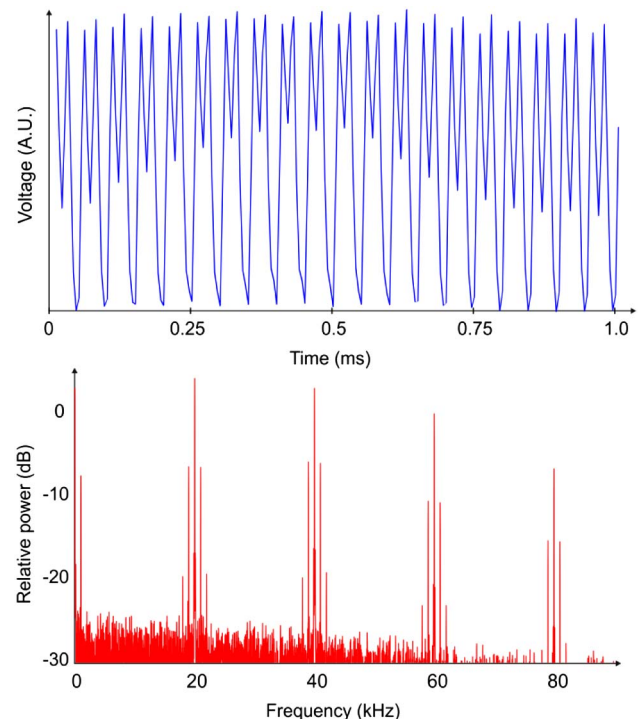 Voltage (A.U.)
0 0.25 0.5 0.75 1.0
Time (ms)
Relative power (dB)
0
-10
-20
-30
0 20 40 60 80
Frequency (kHz)